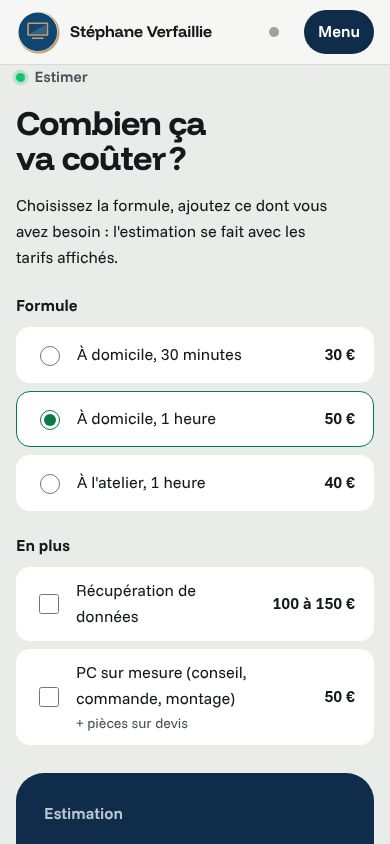 Stéphane Verfaillie
Menu
Estimer
Combien ça
va coûter ?
Choisissez la formule, ajoutez ce dont vous
avez besoin : l'estimation se fait avec les
tarifs affichés.
Formule
À domicile, 30 minutes 30 €
À domicile, 1 heure 50 €
À l'atelier, 1 heure 40 €
En plus
Récupération de
données
100 à 150 €
PC sur mesure (conseil,
commande, montage)
+ pièces sur devis
50 €
Estimation